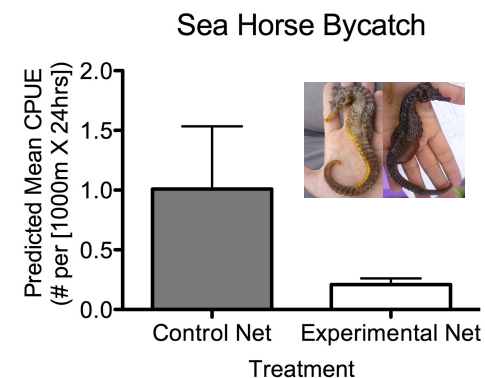 Sea Horse Bycatch
Predicted Mean CPUE
(# per [1000m X 24hrs])
2.0
1.5
1.0
0.5
0.0
Control Net
Experimental Net
Treatment